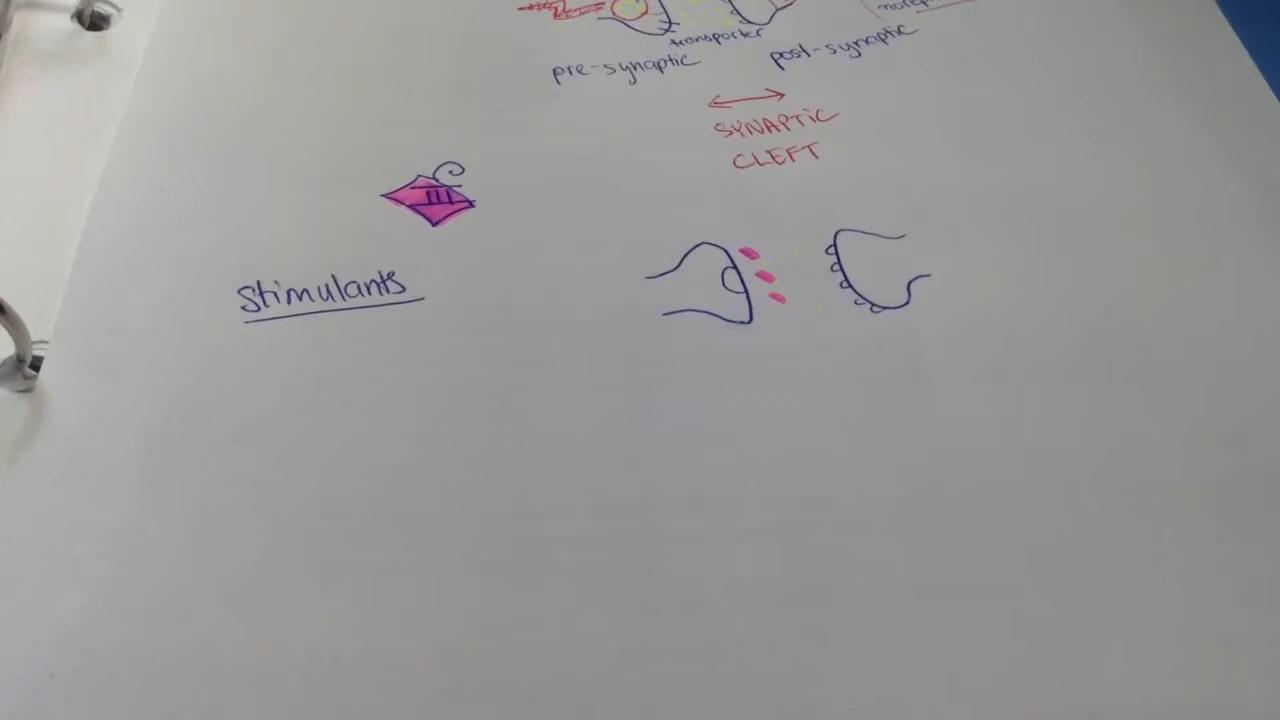 transporter
pre-synaptic
post-synaptic
SYNAPTIC
CLEFT
stimulants